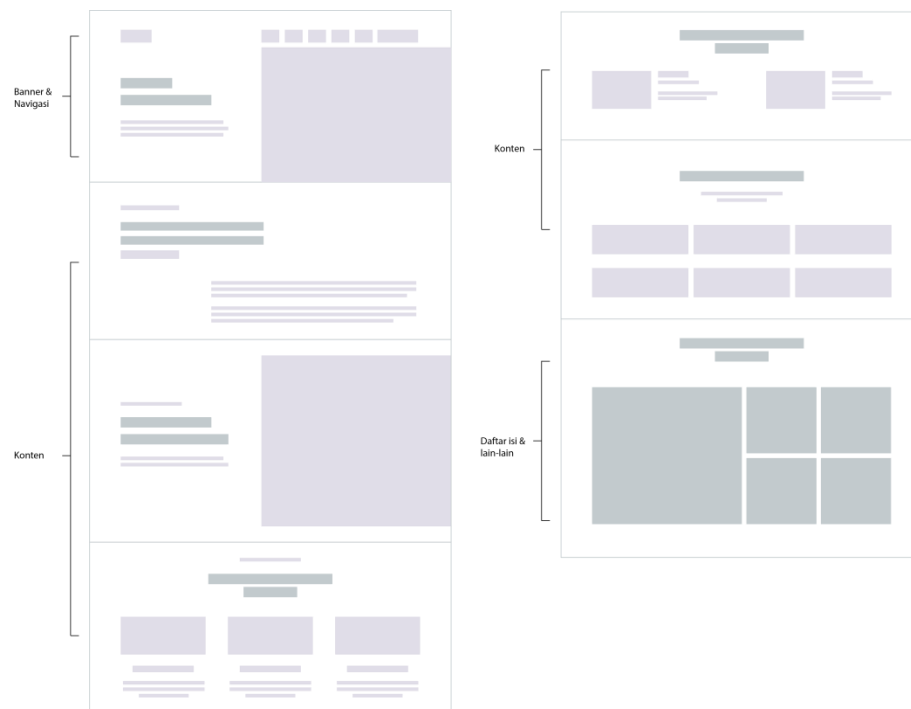 Banner &
Navigasi
Konten
Konten
Daftar isi &
lain-lain